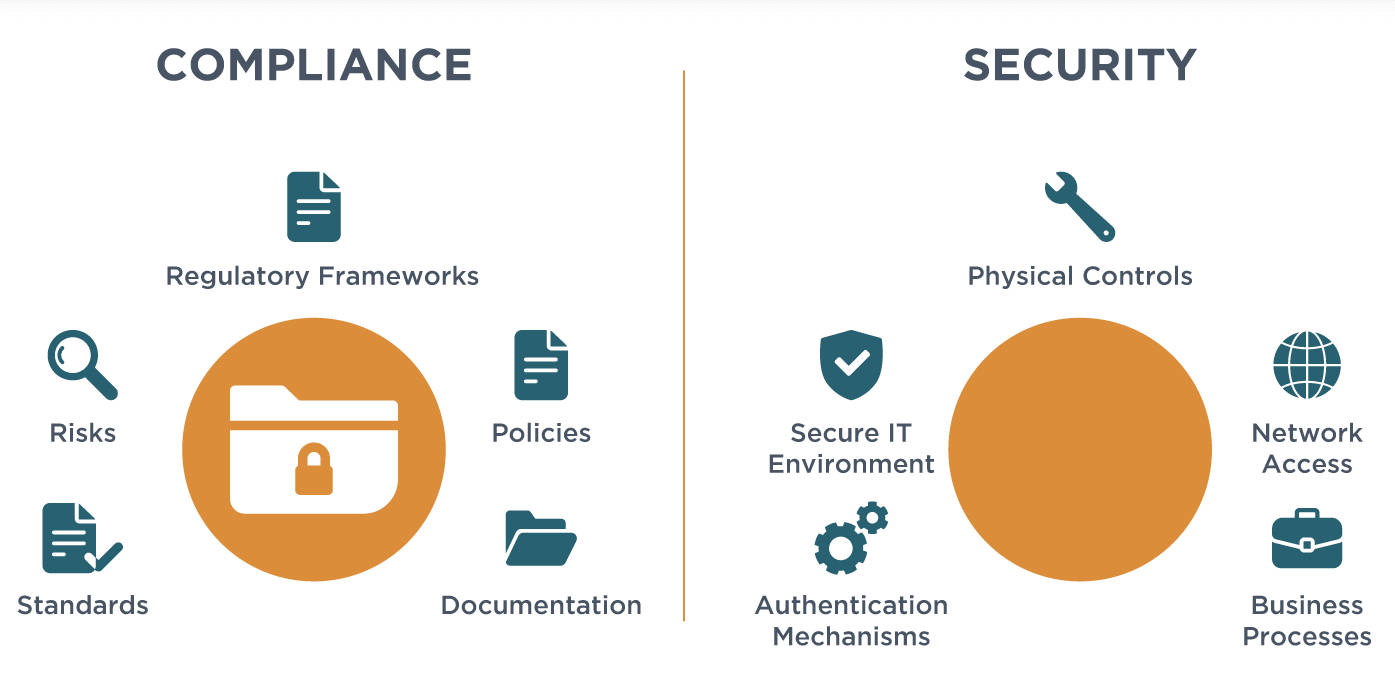 COMPLIANCE
Regulatory Frameworks
Risks
Policies
Standards
Documentation
SECURITY
Physical Controls
Secure IT
Environment
Network
Access
Authentication
Mechanisms
Business
Processes